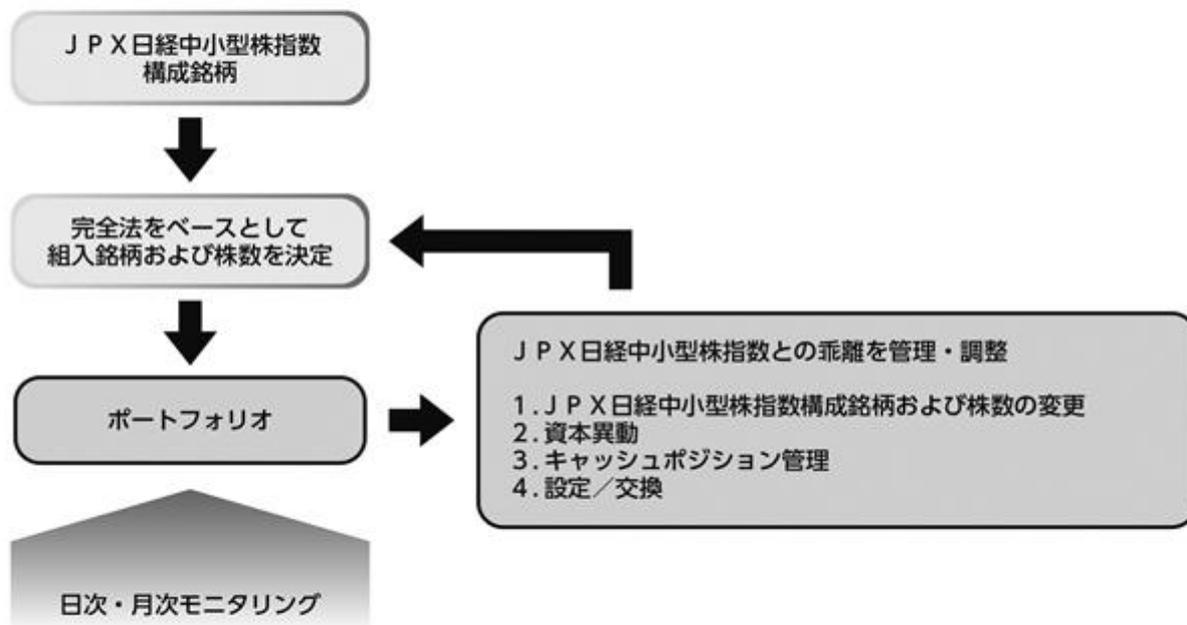 ＪＰＸ日経中小型株指数
構成銘柄
完全法をベースとして
組入銘柄および株数を決定
ポートフォリオ
ＪＰＸ日経中小型株指数との乖離を管理・調整
1.ＪＰＸ日経中小型株指数構成銘柄および株数の変更
2.資本異動
3.キャッシュポジション管理
4.設定／交換
日次・月次モニタリング